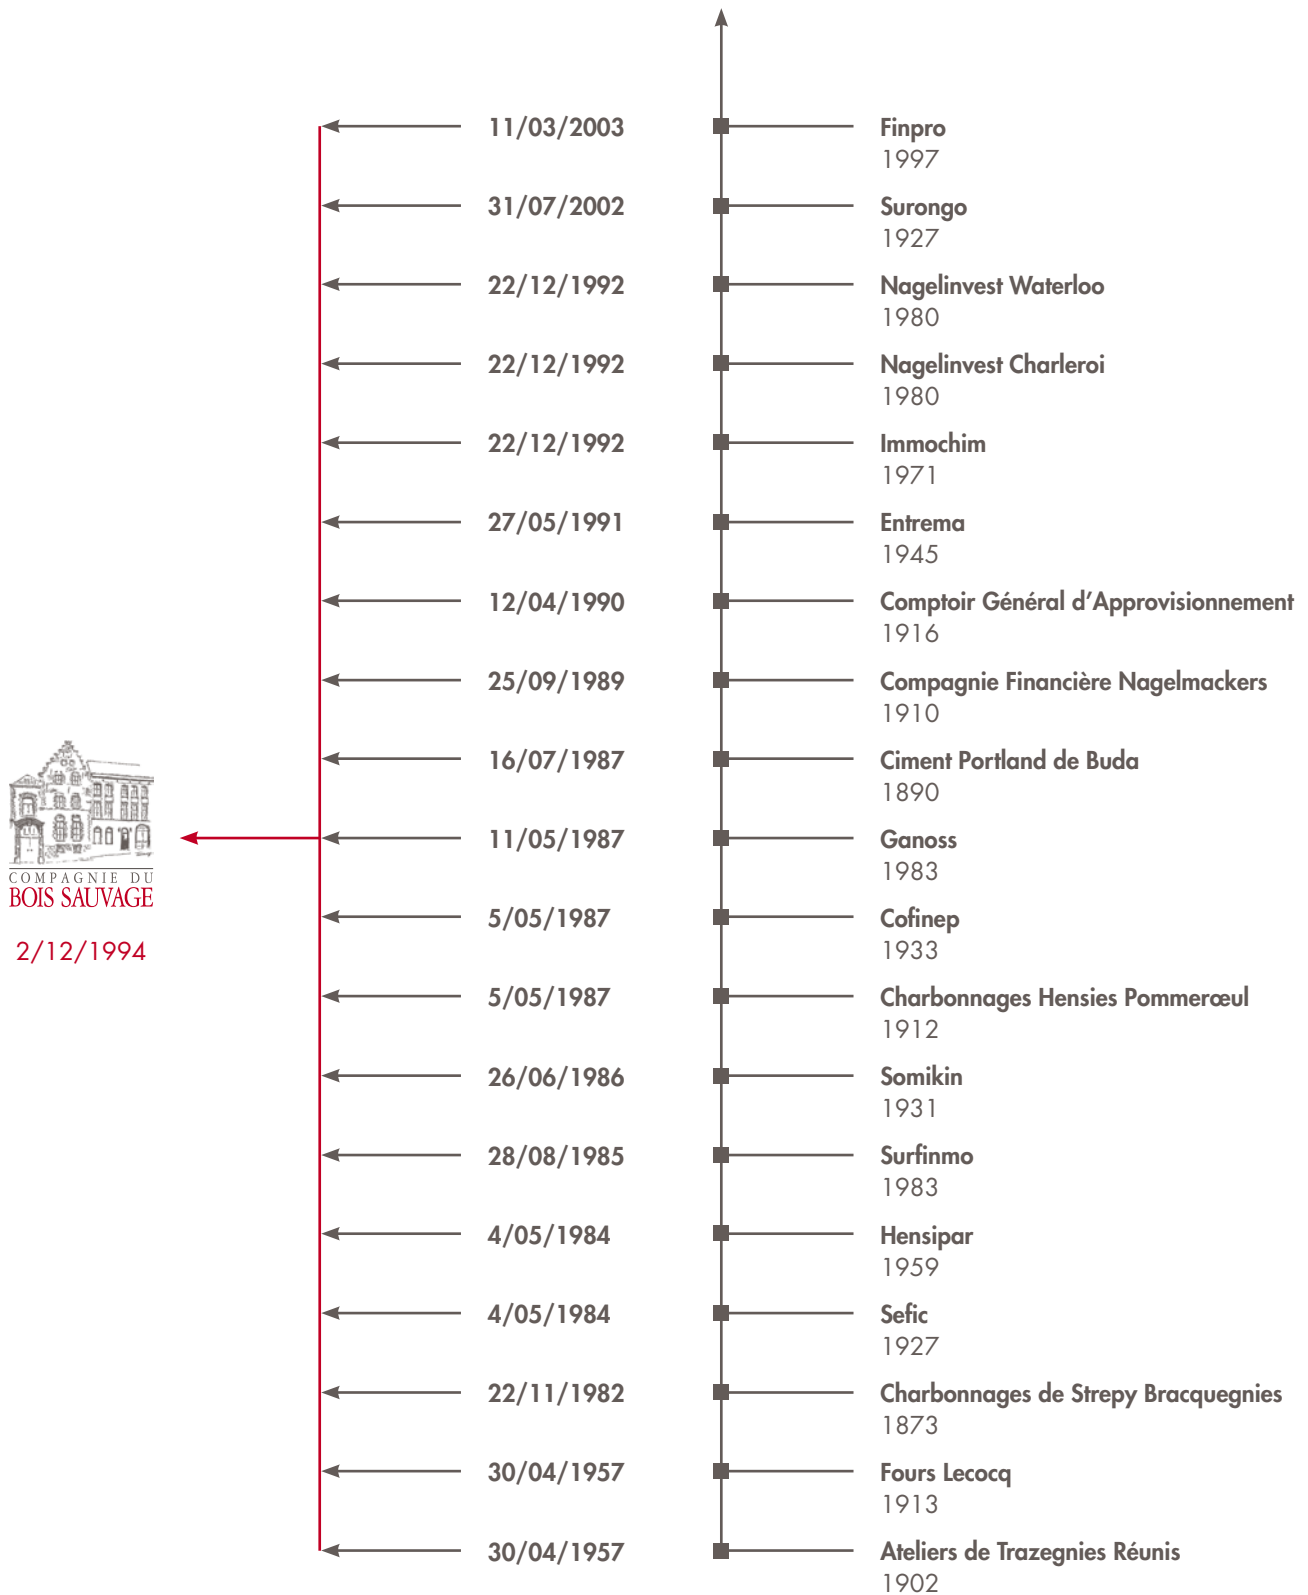 11/03/2003 Finpro
1997
31/07/2002 Surongo
1927
22/12/1992 Nagelinvest Waterloo
1980
22/12/1992 Nagelinvest Charleroi
1980
22/12/1992 Immochim
1971
27/05/1991 Entrema
1945
12/04/1990 Comptoir Général d’Approvisionnement
1916
25/09/1989 Compagnie Financière Nagelmackers
1910
16/07/1987 Ciment Portland de Buda
1890
11/05/1987 Ganoss
1983
COMPAGNIE DU
BOIS SAUVAGE
2/12/1994
5/05/1987 Cofinep
1933
5/05/1987 Charbonnages Hensies Pommerœul
1912
26/06/1986 Somikin
1931
28/08/1985 Surfinmo
1983
4/05/1984 Hensipar
1959
4/05/1984 Sefic
1927
22/11/1982 Charbonnages de Strepy Bracquegnies
1873
30/04/1957 Fours Lecocq
1913
30/04/1957 Ateliers de Trazegnies Réunis
1902